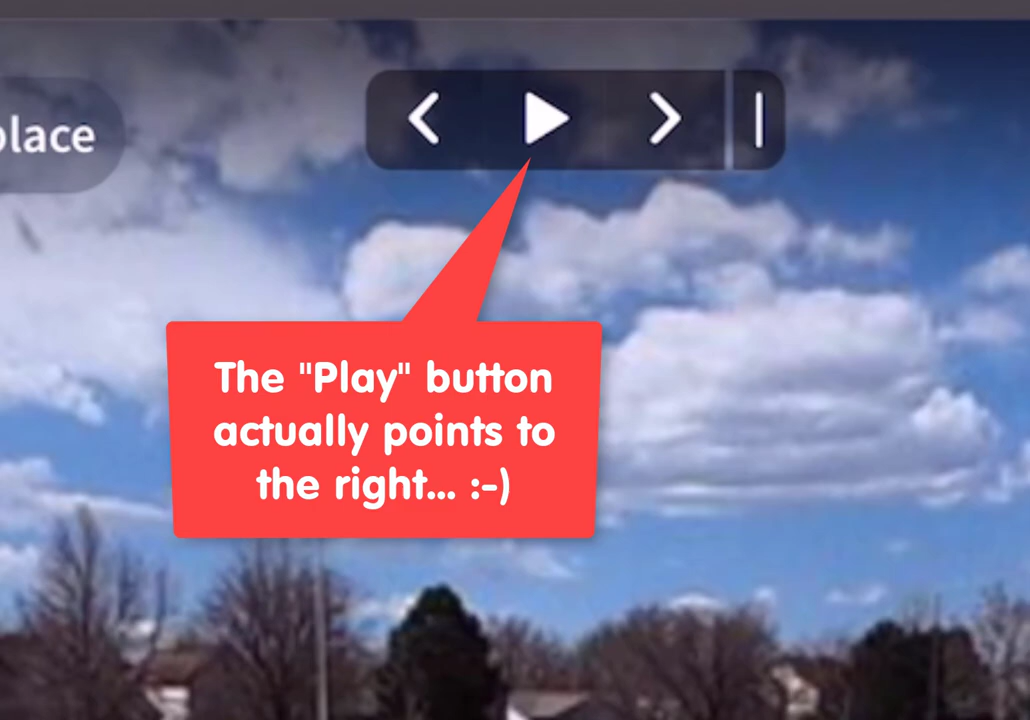 place
The "Play" button
actually points to
the right... :-)